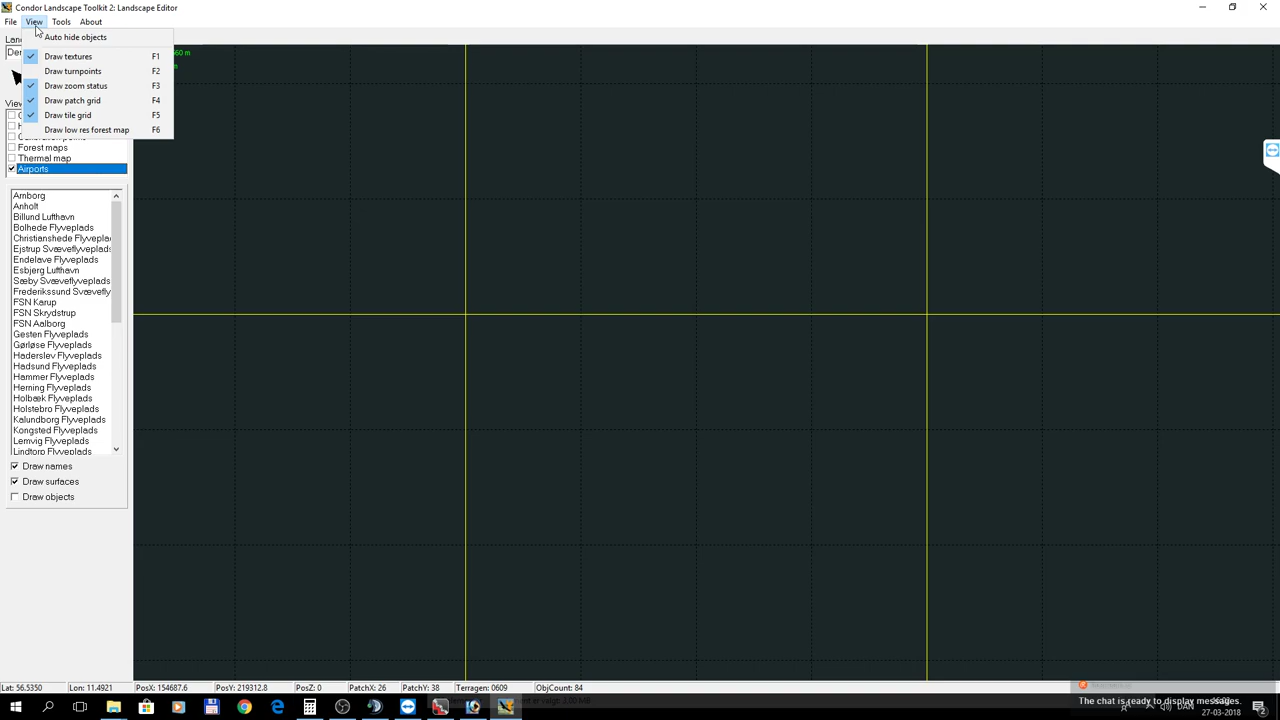 Condor Landscape Toolkit 2: Landscape Editor
File View Tools About
Auto hide objects
Draw textures F1
Draw turnpoints F2
Draw zoom status F3
Draw patch grid F4
Draw tile grid F5
Draw low res forest map F6
60 m
Forest maps
Thermal map
Airports
Arnborg
Anholt
Billund Lufthavn
Bolhede Flyveplads
Christianshede Flyvepla
Ejstrup Svæveflyveplads
Endelave Flyveplads
Esbjerg Lufthavn
Sæby Svæveflyveplads
Frederikssund Svævefly
FSN Karup
FSN Skrydstrup
FSN Aalborg
Gesten Flyveplads
Gørløse Flyveplads
Haderslev Flyveplads
Hadsund Flyveplads
Hammer Flyveplads
Herning Flyveplads
Holbæk Flyveplads
Holstebro Flyveplads
Kalundborg Flyveplads
Kongsted Flyveplads
Lemvig Flyveplads
Lindtorp Flyveplads
Draw names
Draw surfaces
Draw objects
Lat: 56.5350 Lon: 11.4921 PosX: 154687.6 PosY: 219312.8 PosZ: 0 PatchX: 26 PatchY: 38 Terragen: 0609 ObjCount: 84
The chat is ready to display messages.
27-03-2018